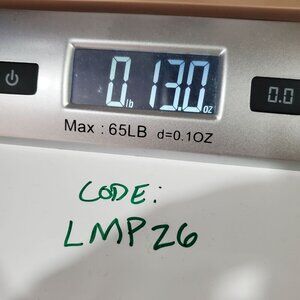 0 lb 13.0 oz
0.0
Max : 65LB d=0.1OZ
CODE:
LMP26